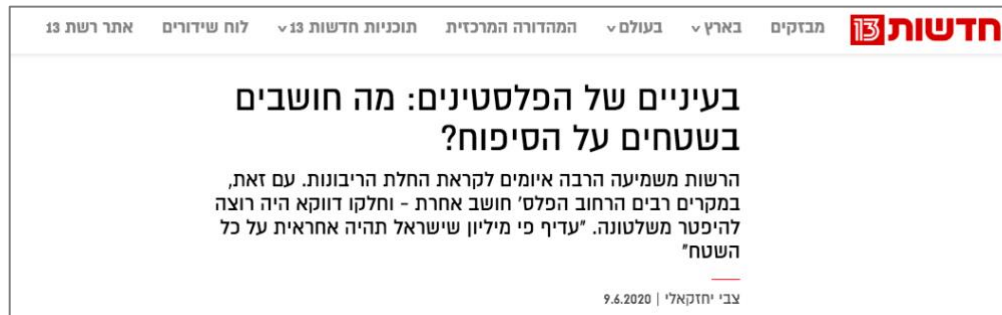 חדשות 13 מבזקים בארץ בעולם המהדורה המרכזית תוכניות חדשות 13 לוח שידורים אתר רשת 13
בעיניים של הפלסטינים: מה חושבים
בשטחים על הסיפוח?
הרשות משמיעה הרבה איומים לקראת החלת הריבונות. עם זאת,
במקרים רבים הרחוב הפלס' חושב אחרת - וחלקו דווקא היה רוצה
להיפטר משלטונה. "עדיף פי מיליון שישראל תהיה אחראית על כל
השטח"
צבי יחזקאלי | 9.6.2020